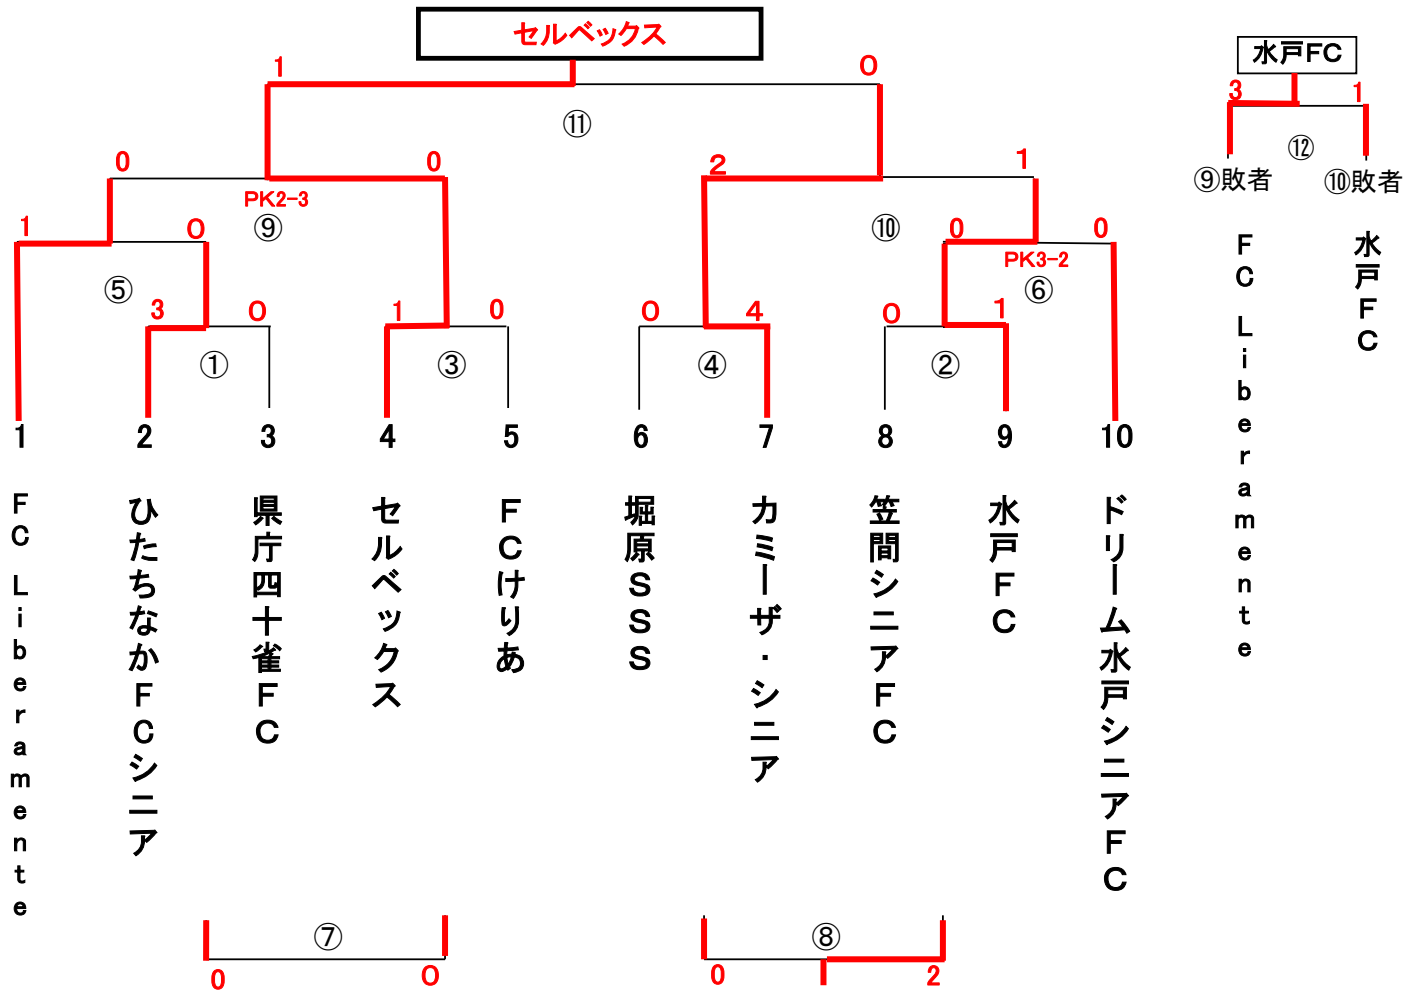 セルベックス
水戸FC
1
0
3
1
⑪
⑫
0
0
2
1
⑨敗者
⑩敗者
PK2-3
⑨
⑩
1
0
0
0
PK3-2
⑤
⑥
3
0
1
0
0
4
0
1
①
③
④
②
1
2
3
4
5
6
7
8
9
10
FC Liberamente
ひたちなかFCシニア
県庁四十雀FC
セルベックス
FCけりあ
堀原SSS
カミーザ・シニア
笠間シニアFC
水戸FC
ドリーム水戸シニアFC
FC Liberamente
水戸FC
⑦
⑧
0
0
0
2